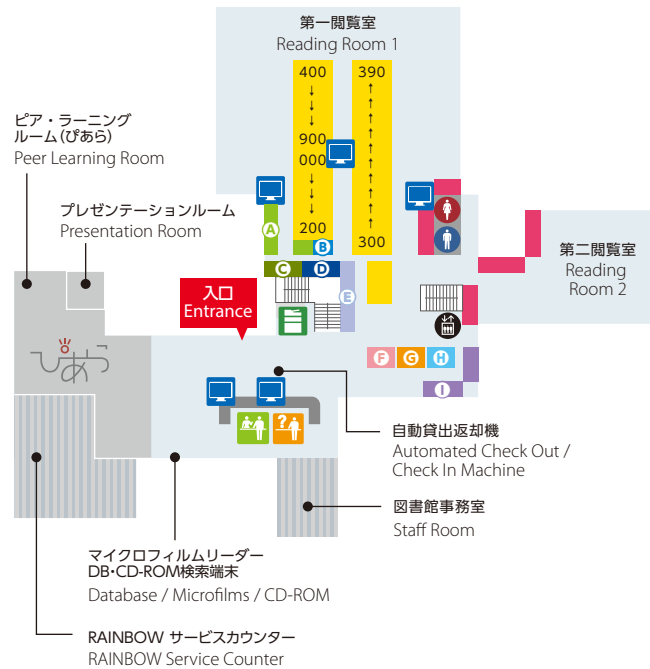 第一閲覧室
Reading Room 1
400
390
900
000
200
300
ピア・ラーニング
ルーム(ぴあら)
Peer Learning Room
プレゼンテーションルーム
Presentation Room
A
B
C
D
E
第二閲覧室
Reading
Room 2
入口
Entrance
ぴあら
F
G
H
I
?
自動貸出返却機
Automated Check Out /
Check In Machine
図書館事務室
Staff Room
マイクロフィルムリーダー
DB・CD-ROM検索端末
Database / Microfilms / CD-ROM
RAINBOW サービスカウンター
RAINBOW Service Counter